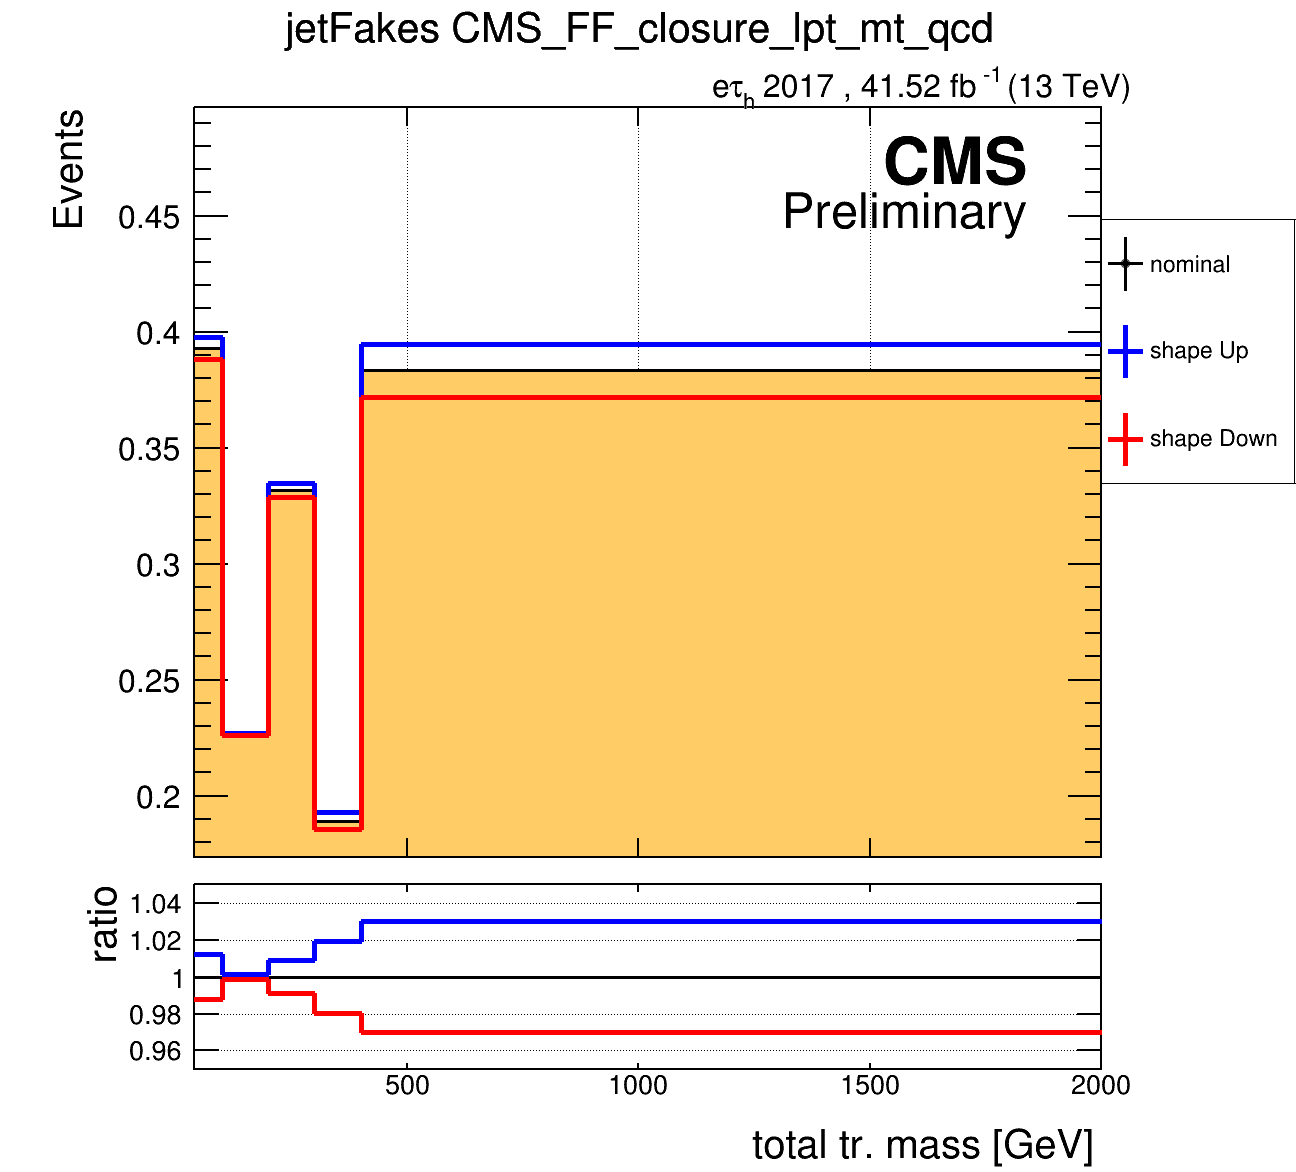 jetFakes CMS_FF_closure_lpt_mt_qcd
eτh 2017 , 41.52 fb-1 (13 TeV)
Events
CMS
Preliminary
0.45
0.4
0.35
0.3
0.25
0.2
nominal
shape Up
shape Down
ratio
1.04
1.02
1
0.98
0.96
500 1000 1500 2000
total tr. mass [GeV]